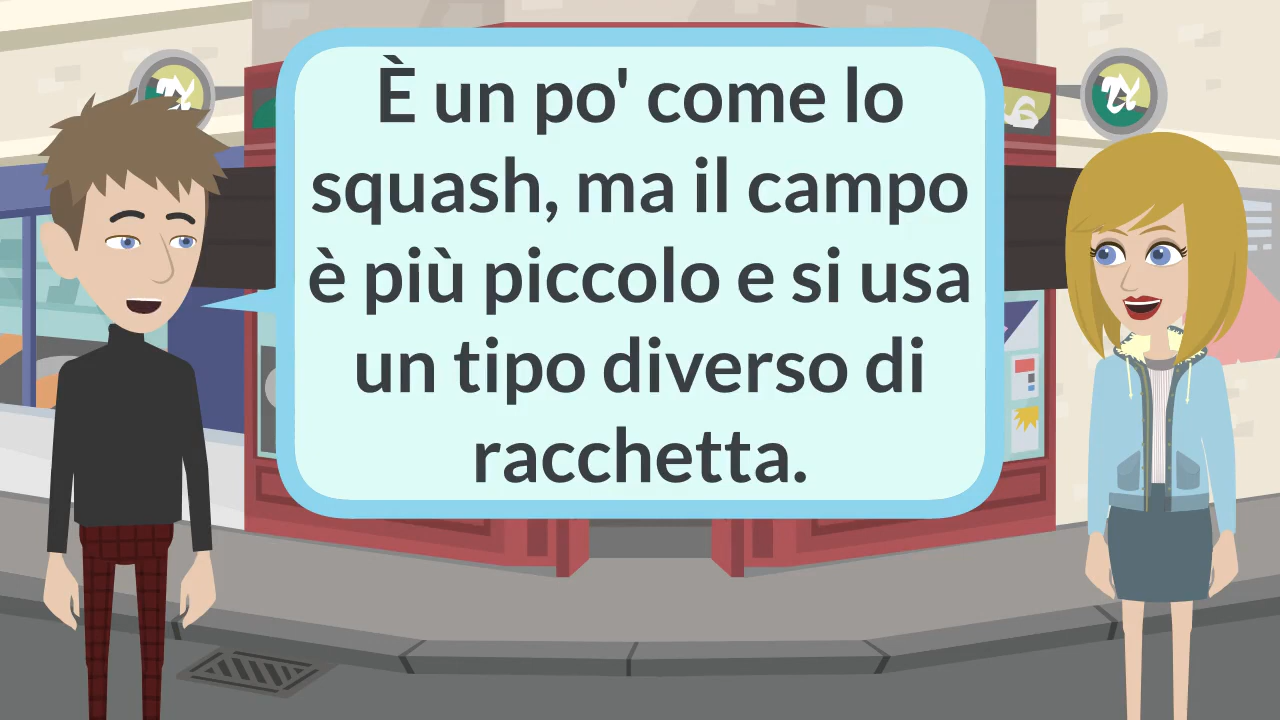 È un po' come lo
squash, ma il campo
è più piccolo e si usa
un tipo diverso di
racchetta.